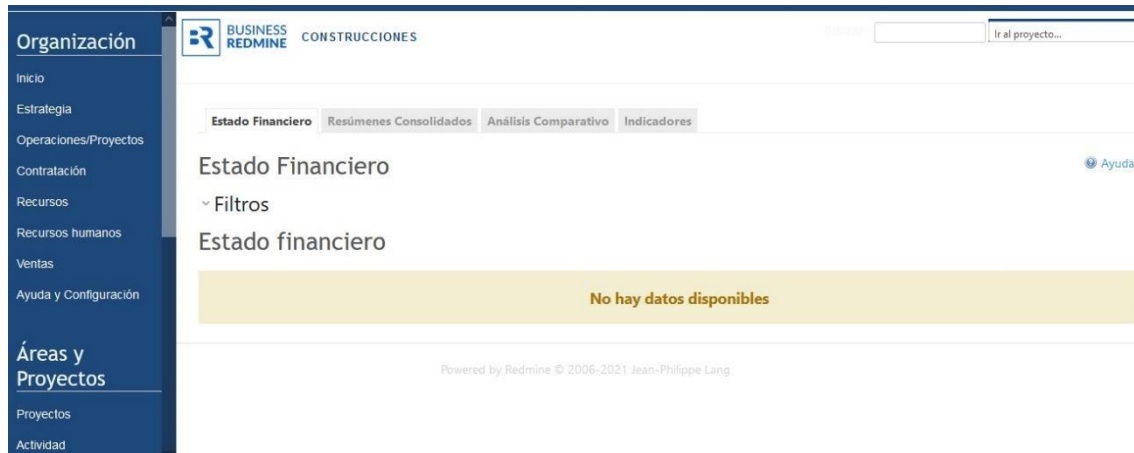 Organización
Inicio
Estrategia
Operaciones/Proyectos
Contratación
Recursos
Recursos humanos
Ventas
Ayuda y Configuración
Áreas y
Proyectos
Proyectos
Actividad
BUSINESS
REDMINE
CONSTRUCCIONES
Ir al proyecto...
Estado Financiero Resúmenes Consolidados Análisis Comparativo Indicadores
Estado Financiero
Ayuda
Filtros
Estado financiero
No hay datos disponibles
Powered by Redmine © 2006-2021 Jean-Philippe Lang